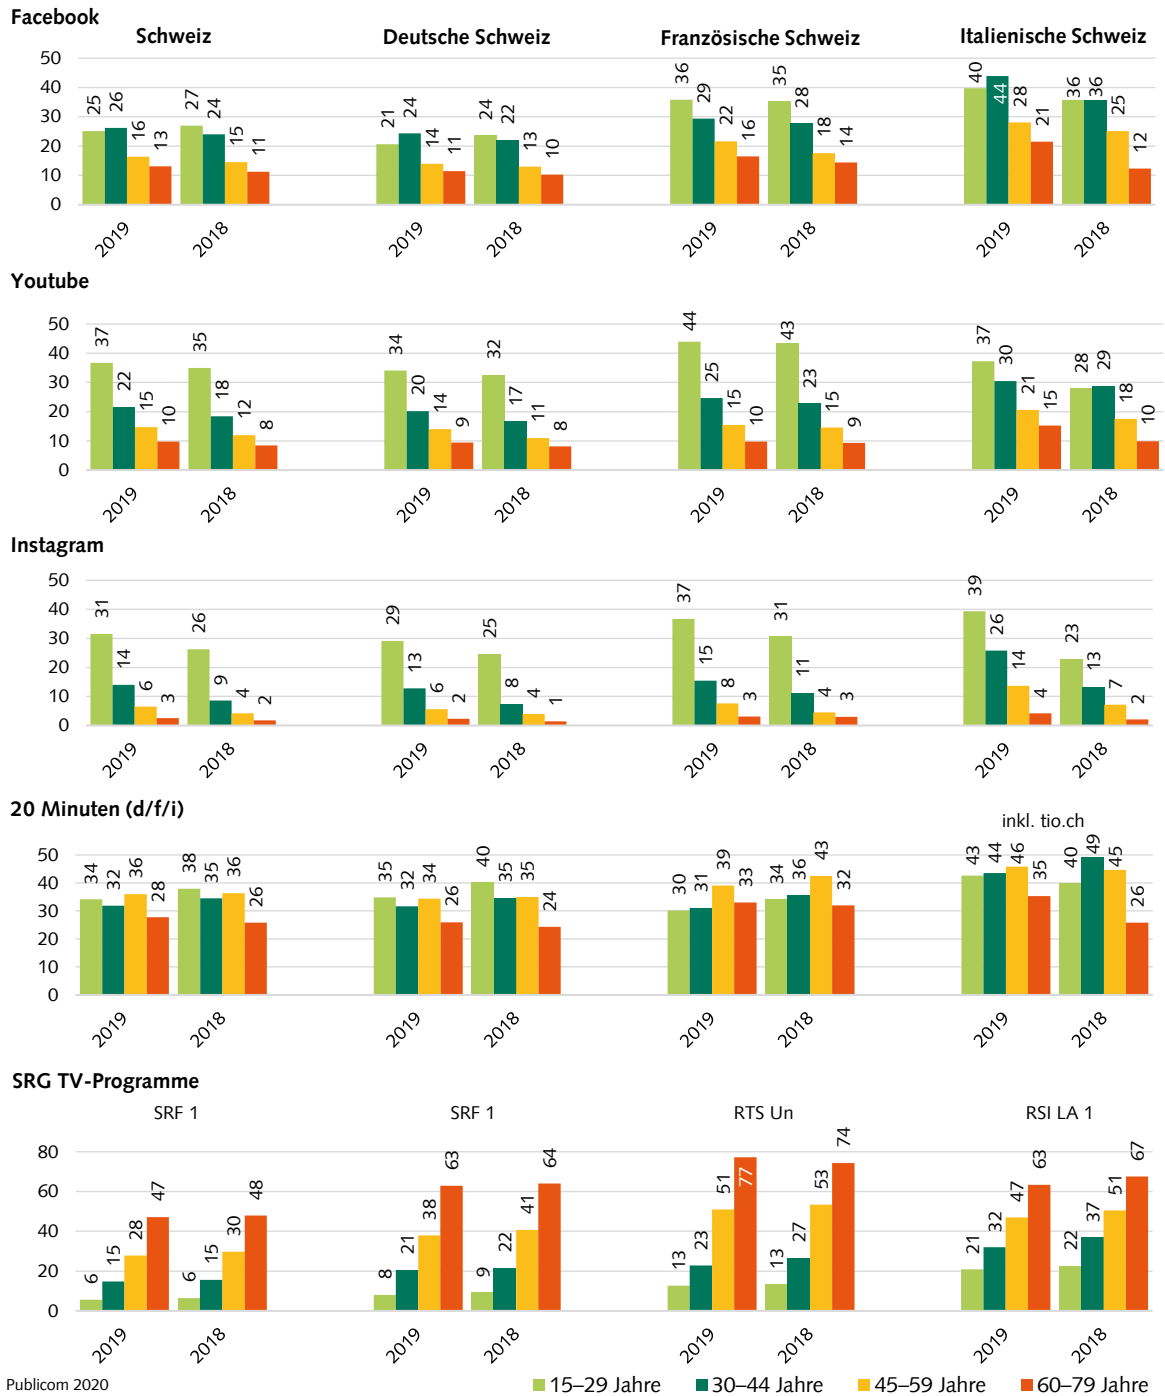 Facebook
Schweiz Deutsche Schweiz Französische Schweiz Italienische Schweiz
50
40
30
20
10
0
25 26 16 13 27 24 15 11
21 24 14 11 24 22 13 10
36 29 22 16 35 28 18 14
40 44 28 21 36 36 25 12
2019 2018 2019 2018 2019 2018 2019 2018
Youtube
50
40
30
20
10
0
37 22 15 10 35 18 12 8
34 20 14 9 32 17 11 8
44 25 15 10 43 23 15 9
37 30 21 15 28 29 18 10
2019 2018 2019 2018 2019 2018 2019 2018
Instagram
50
40
30
20
10
0
31 14 6 3 26 9 4 2
29 13 6 2 25 8 4 1
37 15 8 3 31 11 4 3
39 26 14 4 23 13 7 2
2019 2018 2019 2018 2019 2018 2019 2018
20 Minuten (d/f/i)
inkl. tio.ch
50
40
30
20
10
0
34 32 36 28 38 35 36 26
35 32 34 26 40 35 35 24
30 31 39 33 34 36 43 32
43 44 46 35 40 49 45 26
2019 2018 2019 2018 2019 2018 2019 2018
SRG TV-Programme
SRF 1 SRF 1 RTS Un RSI LA 1
80
60
40
20
0
6 15 28 47 6 15 30 48
8 21 38 63 9 22 41 64
13 23 51 77 13 27 53 74
21 32 47 63 22 37 51 67
2019 2018 2019 2018 2019 2018 2019 2018
Publicom 2020
15–29 Jahre 30–44 Jahre 45–59 Jahre 60–79 Jahre